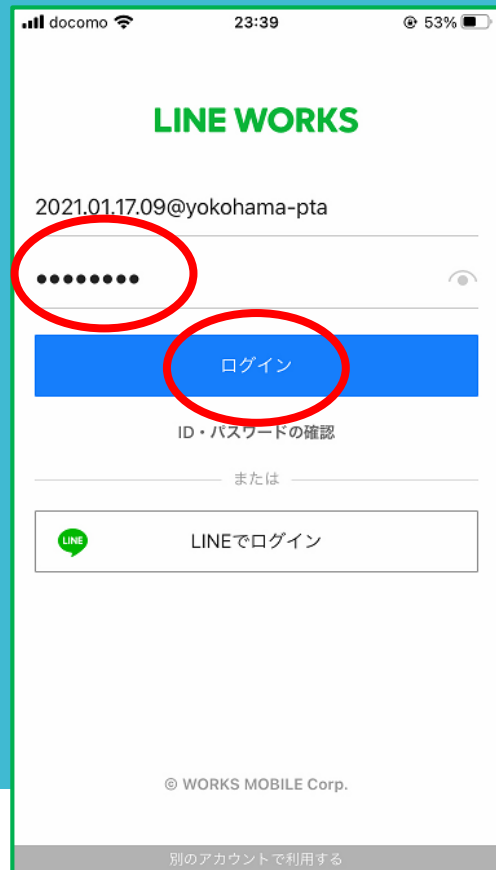 docomo 23:39 53%
LINE WORKS
2021.01.17.09@yokohama-pta
●●●●●●●●
ログイン
ID・パスワードの確認
または
LINE LINEでログイン
© WORKS MOBILE Corp.
別のアカウントで利用する